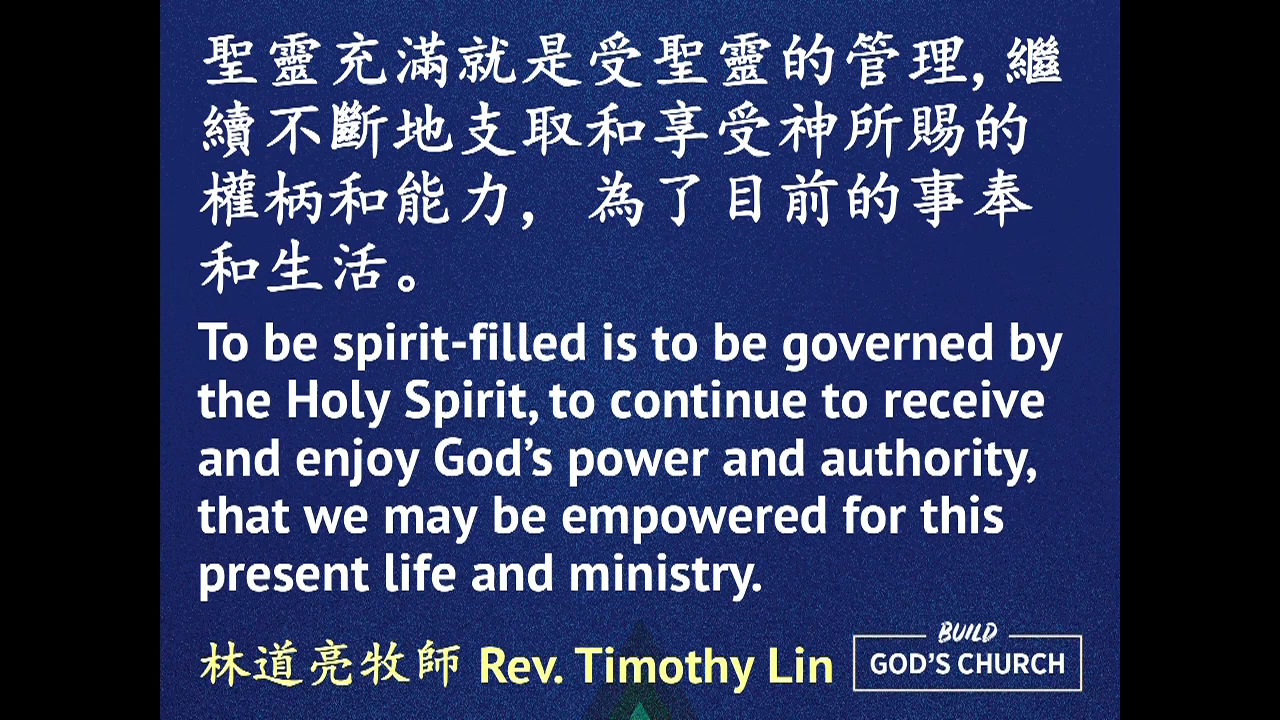 聖靈充滿就是受聖靈的管理, 繼
續不斷地支取和享受神所賜的
權柄和能力, 為了目前的事奉
和生活。
To be spirit-filled is to be governed by
the Holy Spirit, to continue to receive
and enjoy God’s power and authority,
that we may be empowered for this
present life and ministry.
林道亮牧師 Rev. Timothy Lin
BUILD
GOD’S CHURCH